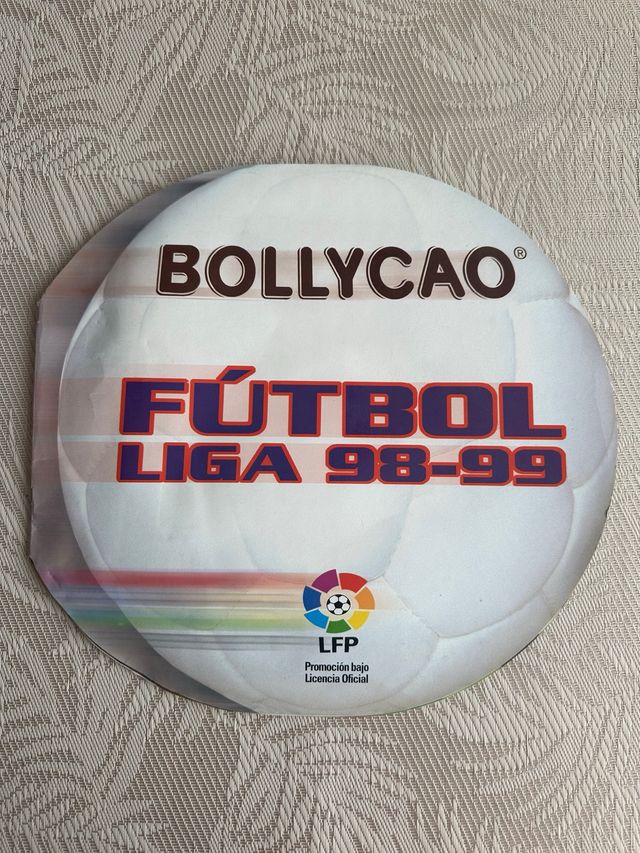 BOLLYCAO®
FÚTBOL
LIGA 98-99
LFP
Promoción bajo
Licencia Oficial